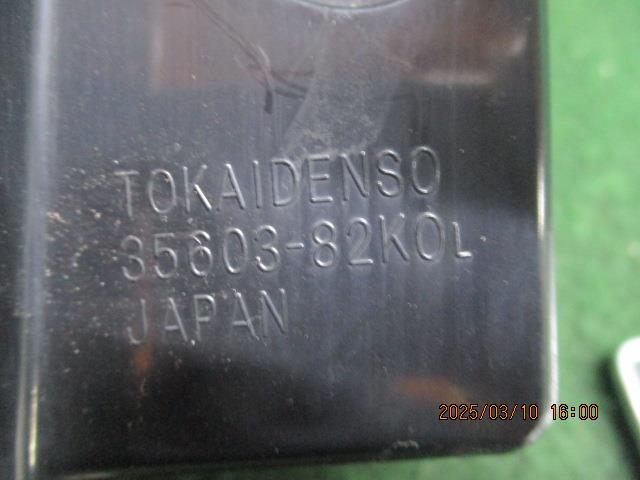 TOKAIDENSO
35603-82K0L
JAPAN
2025/03/10 16:00